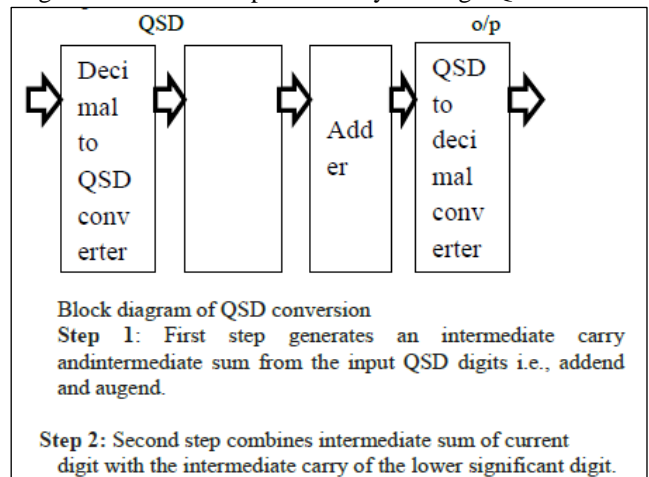 QSD
o/p
Deci
mal
to
QSD
conv
erter
Add
er
QSD
to
deci
mal
conv
erter
Block diagram of QSD conversion
Step 1: First step generates an intermediate carry
andintermediate sum from the input QSD digits i.e., addend
and augend.
Step 2: Second step combines intermediate sum of current
digit with the intermediate carry of the lower significant digit.